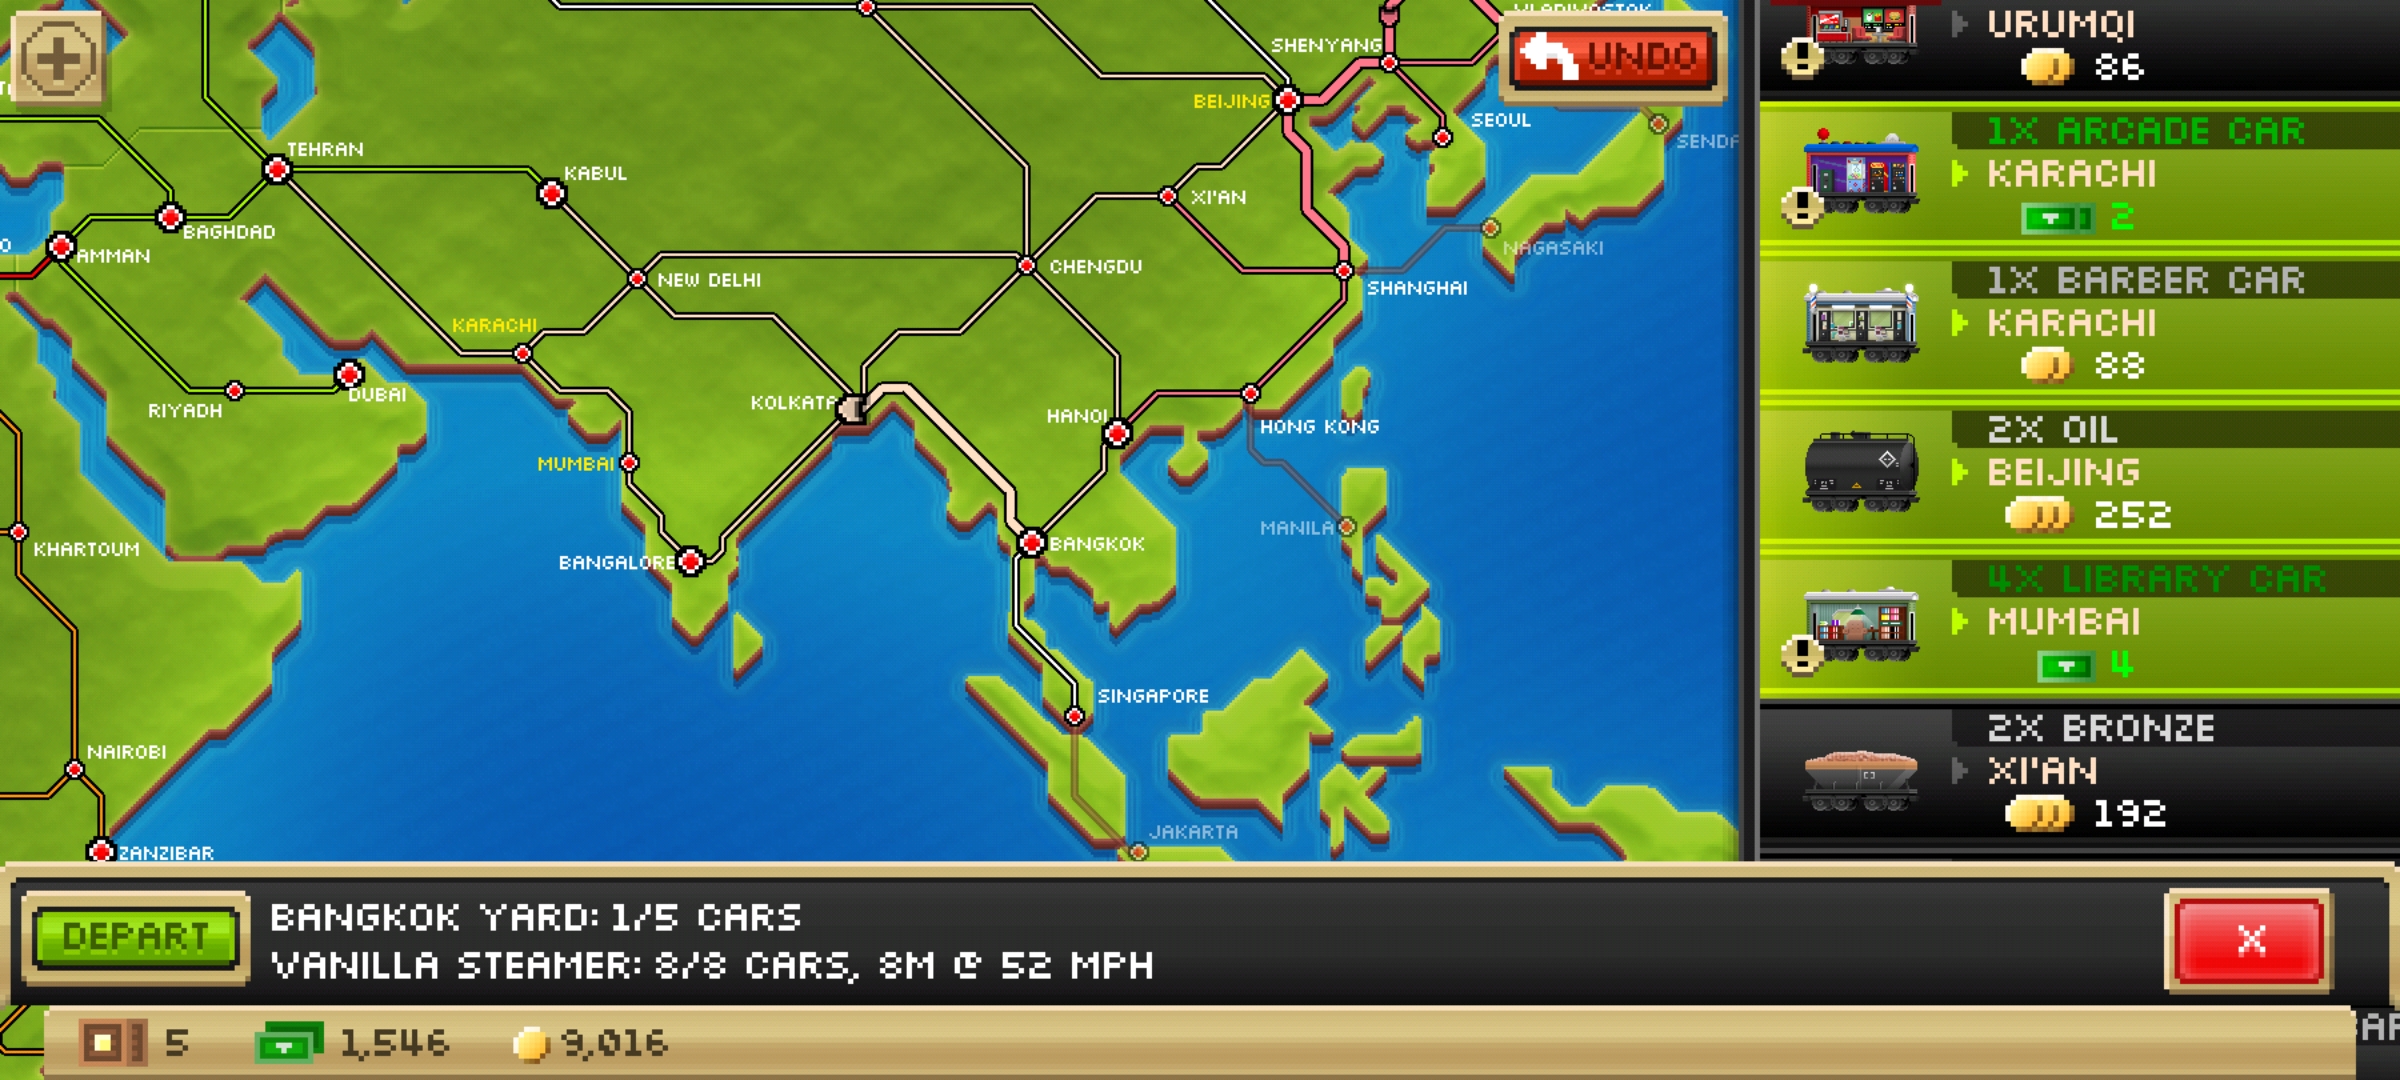 VLADIVOSTOK
SHENYANG
UNDO
BEIJING
SEOUL
TEHRAN
KABUL
XI'AN
BAGHDAD
AMMAN
NAGASAKI
NEW DELHI
CHENGDU
SHANGHAI
KARACHI
RIYADH
DUBAI
KOLKATA
HANOI
HONG KONG
MUMBAI
MANILA
KHARTOUM
BANGALORE
BANGKOK
SINGAPORE
NAIROBI
JAKARTA
ZANZIBAR
URUMQI
86
1X ARCADE CAR
KARACHI
2
1X BARBER CAR
KARACHI
88
2X OIL
BEIJING
252
4X LIBRARY CAR
MUMBAI
4
2X BRONZE
XI'AN
192
DEPART
BANGKOK YARD: 1/5 CARS
VANILLA STEAMER: 8/8 CARS, 8M @ 52 MPH
X
5
1,546
9,016